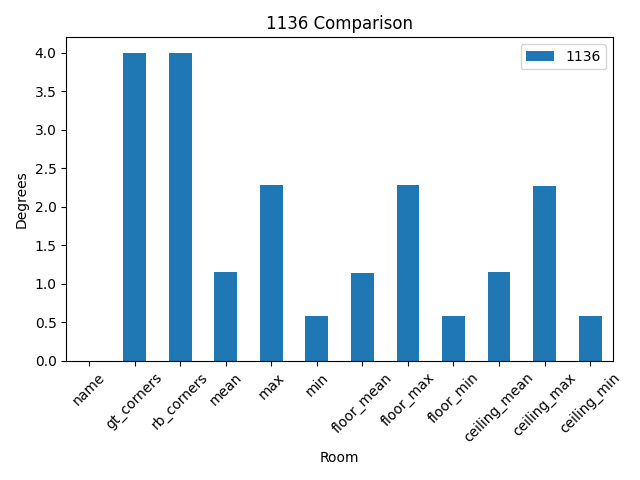 1136 Comparison
1136
Degrees
4.0
3.5
3.0
2.5
2.0
1.5
1.0
0.5
0.0
name
gt_corners
rb_corners
mean
max
min
floor_mean
floor_max
floor_min
ceiling_mean
ceiling_max
ceiling_min
Room